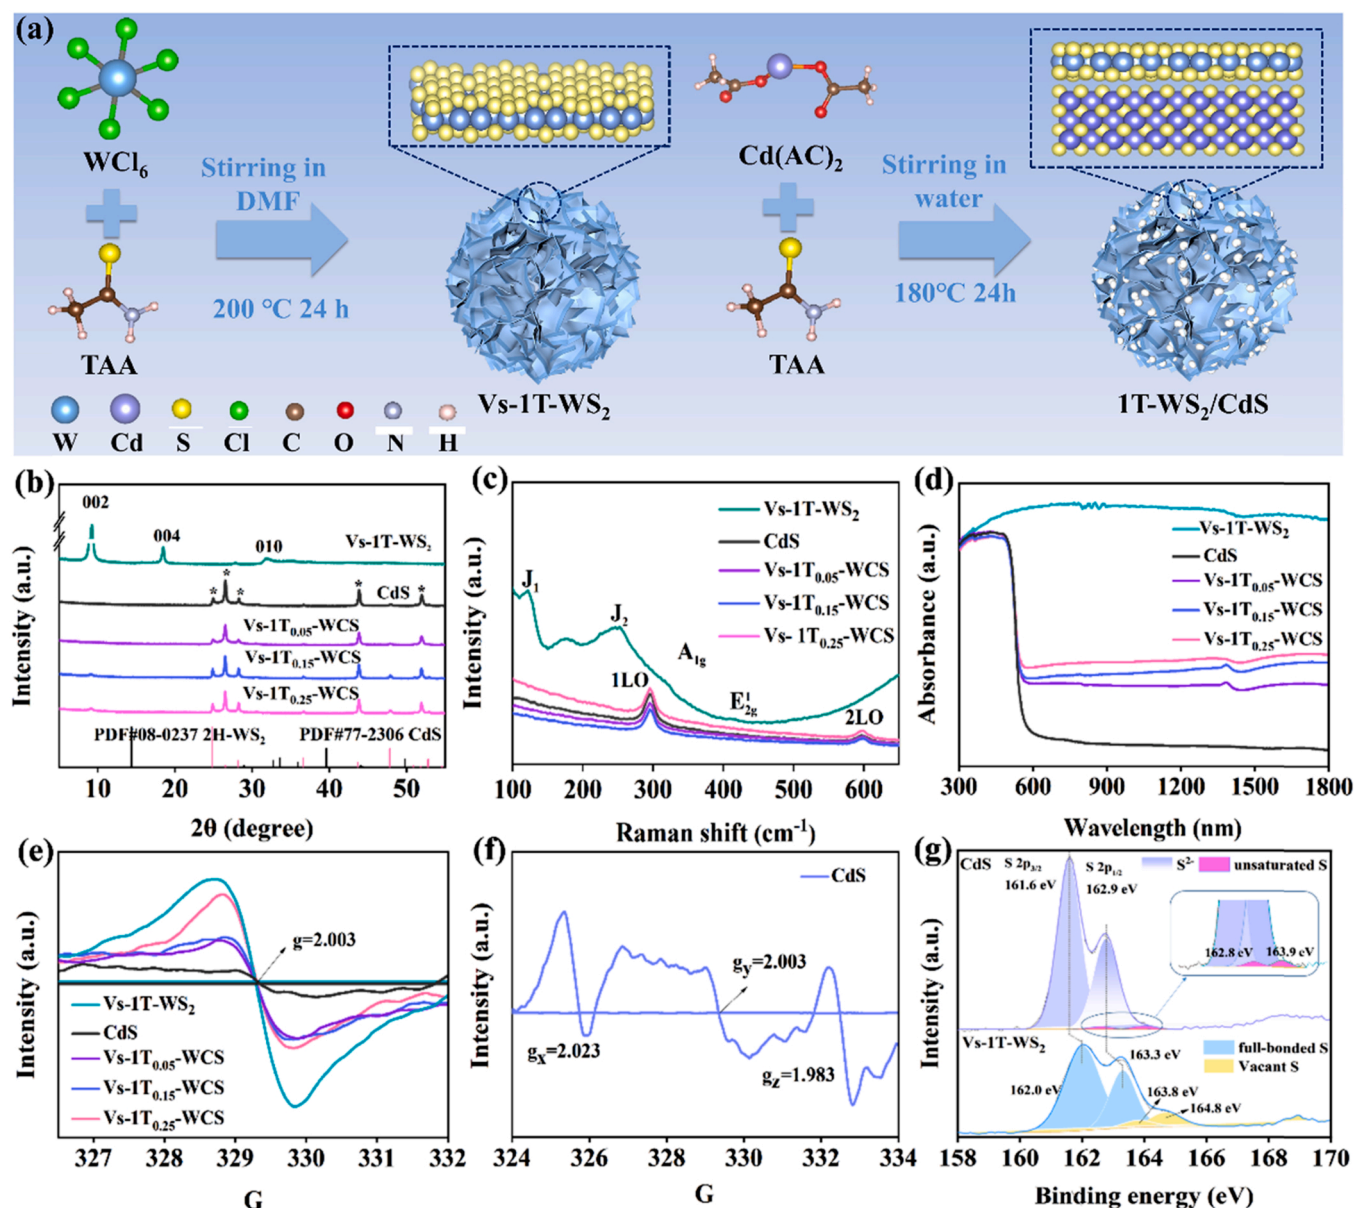 (a)
WCl6
TAA
Stirring in
DMF
200 °C 24 h
Vs-1T-WS2
Cd(AC)2
TAA
Stirring in
water
180°C 24h
1T-WS2/CdS
W Cd S Cl C O N H
(b)
002
004
010
Vs-1T-WS2
* * * * *
CdS
Vs-1T0.05-WCS
Vs-1T0.15-WCS
Vs-1T0.25-WCS
PDF#08-0237 2H-WS2
PDF#77-2306 CdS
10 20 30 40 50
2θ (degree)
Intensity (a.u.)
(c)
J1
J2
A1g
E¹2g
1LO
2LO
Vs-1T-WS2
CdS
Vs-1T0.05-WCS
Vs-1T0.15-WCS
Vs- 1T0.25-WCS
100 200 300 400 500 600
Raman shift (cm-1)
Intensity (a.u.)
(d)
Vs-1T-WS2
CdS
Vs-1T0.05-WCS
Vs-1T0.15-WCS
Vs-1T0.25-WCS
300 600 900 1200 1500 1800
Wavelength (nm)
Absorbance (a.u.)
(e)
g=2.003
Vs-1T-WS2
CdS
Vs-1T0.05-WCS
Vs-1T0.15-WCS
Vs-1T0.25-WCS
327 328 329 330 331 332
G
Intensity (a.u.)
(f)
CdS
gx=2.023
gy=2.003
gz=1.983
324 326 328 330 332 334
G
Intensity (a.u.)
(g)
CdS
S 2p3/2
161.6 eV
S 2p1/2
162.9 eV
S2-
unsaturated S
162.8 eV
163.9 eV
Vs-1T-WS2
full-bonded S
Vacant S
162.0 eV
163.3 eV
163.8 eV
164.8 eV
158 160 162 164 166 168 170
Binding energy (eV)
Intensity (a.u.)